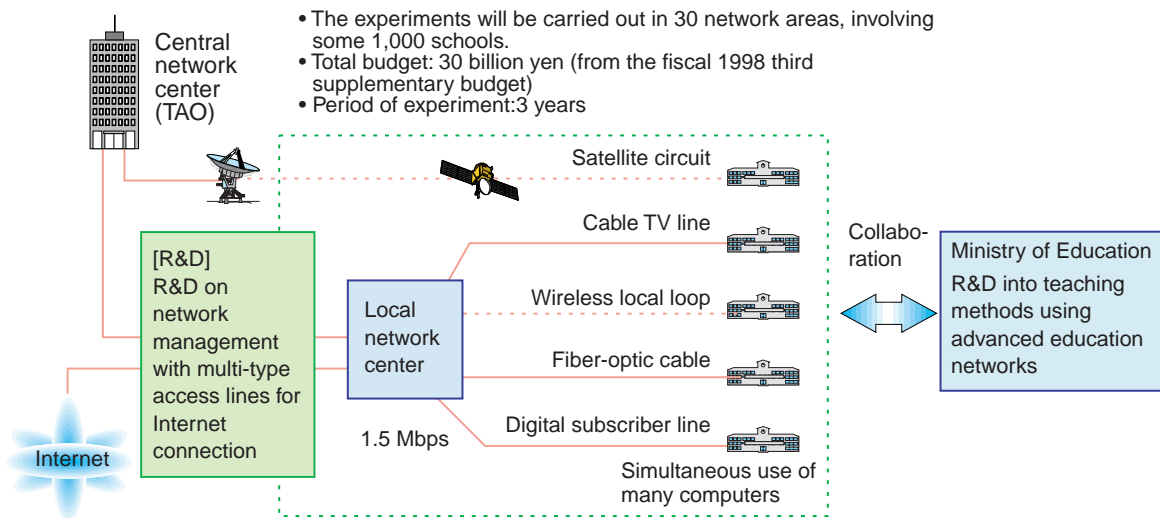 • The experiments will be carried out in 30 network areas, involving
some 1,000 schools.
• Total budget: 30 billion yen (from the fiscal 1998 third
supplementary budget)
• Period of experiment:3 years
Central
network
center
(TAO)
Satellite circuit
Cable TV line
Wireless local loop
Fiber-optic cable
Digital subscriber line
Simultaneous use of
many computers
[R&D]
R&D on
network
management
with multi-type
access lines for
Internet
connection
Local
network
center
1.5 Mbps
Internet
Collabo-
ration
Ministry of Education
R&D into teaching
methods using
advanced education
networks